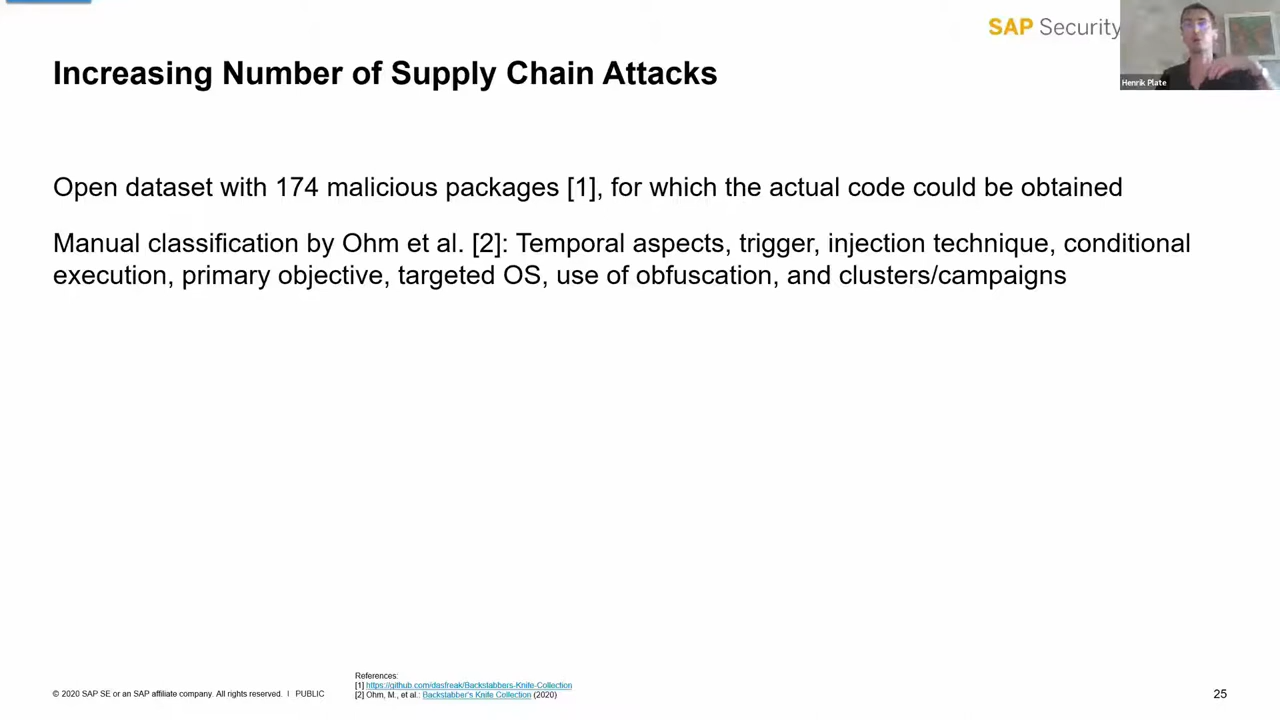 SAP Security
Henrik Plate
Increasing Number of Supply Chain Attacks
Open dataset with 174 malicious packages [1], for which the actual code could be obtained
Manual classification by Ohm et al. [2]: Temporal aspects, trigger, injection technique, conditional
execution, primary objective, targeted OS, use of obfuscation, and clusters/campaigns
References:
[1] https://github.com/dasfreak/Backstabbers-Knife-Collection
[2] Ohm, M., et al.: Backstabber's Knife Collection (2020)
© 2020 SAP SE or an SAP affiliate company. All rights reserved. I PUBLIC
25